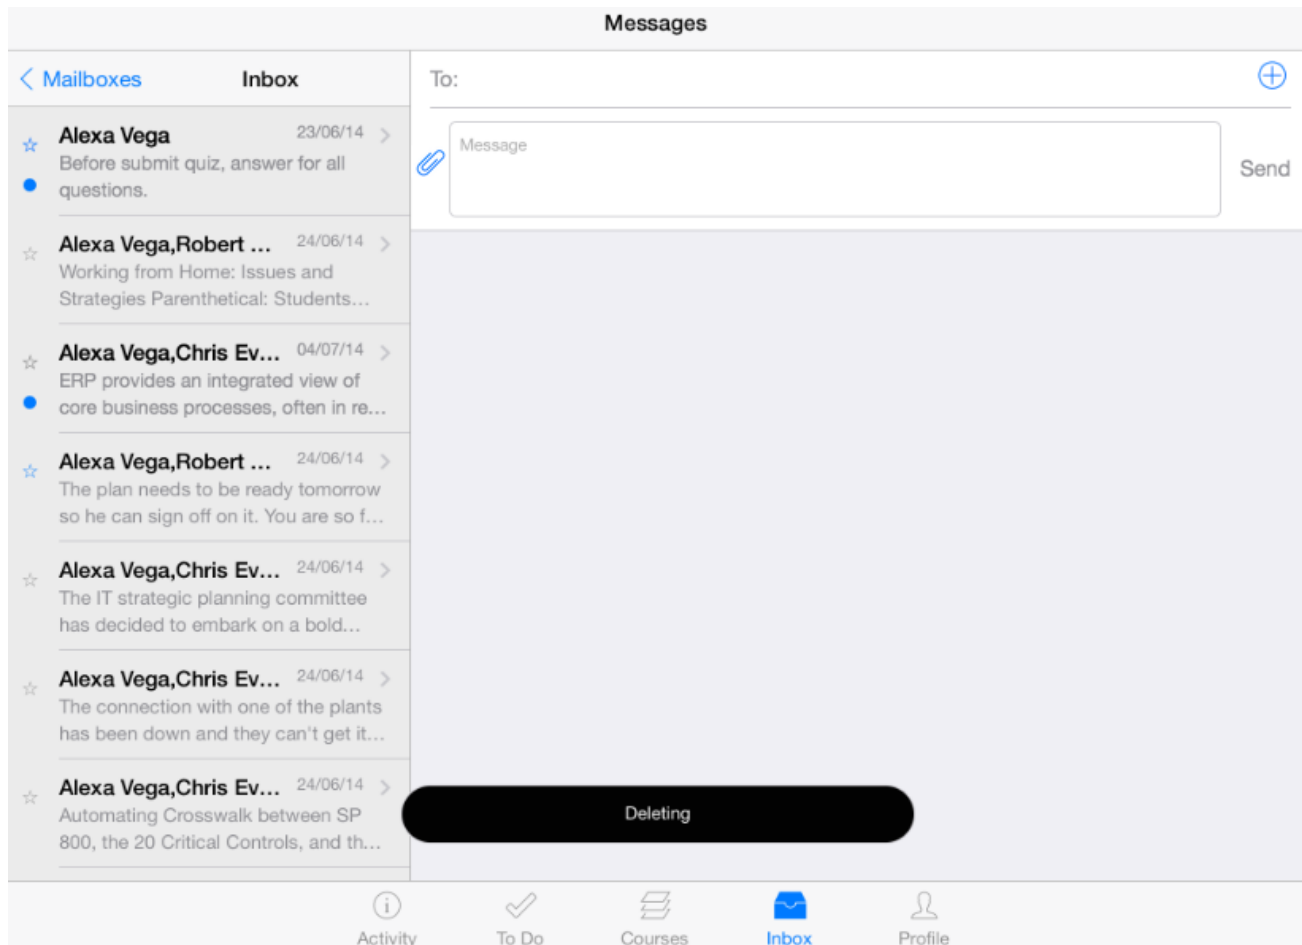 Messages
Mailboxes
Inbox
Alexa Vega 23/06/14
Before submit quiz, answer for all
questions.
Alexa Vega,Robert ... 24/06/14
Working from Home: Issues and
Strategies Parenthetical: Students...
Alexa Vega,Chris Ev... 04/07/14
ERP provides an integrated view of
core business processes, often in re...
Alexa Vega,Robert ... 24/06/14
The plan needs to be ready tomorrow
so he can sign off on it. You are so f...
Alexa Vega,Chris Ev... 24/06/14
The IT strategic planning committee
has decided to embark on a bold...
Alexa Vega,Chris Ev... 24/06/14
The connection with one of the plants
has been down and they can't get it...
Alexa Vega,Chris Ev... 24/06/14
Automating Crosswalk between SP
800, the 20 Critical Controls, and th...
To:
Message
Send
Deleting
Activity
To Do
Courses
Inbox
Profile